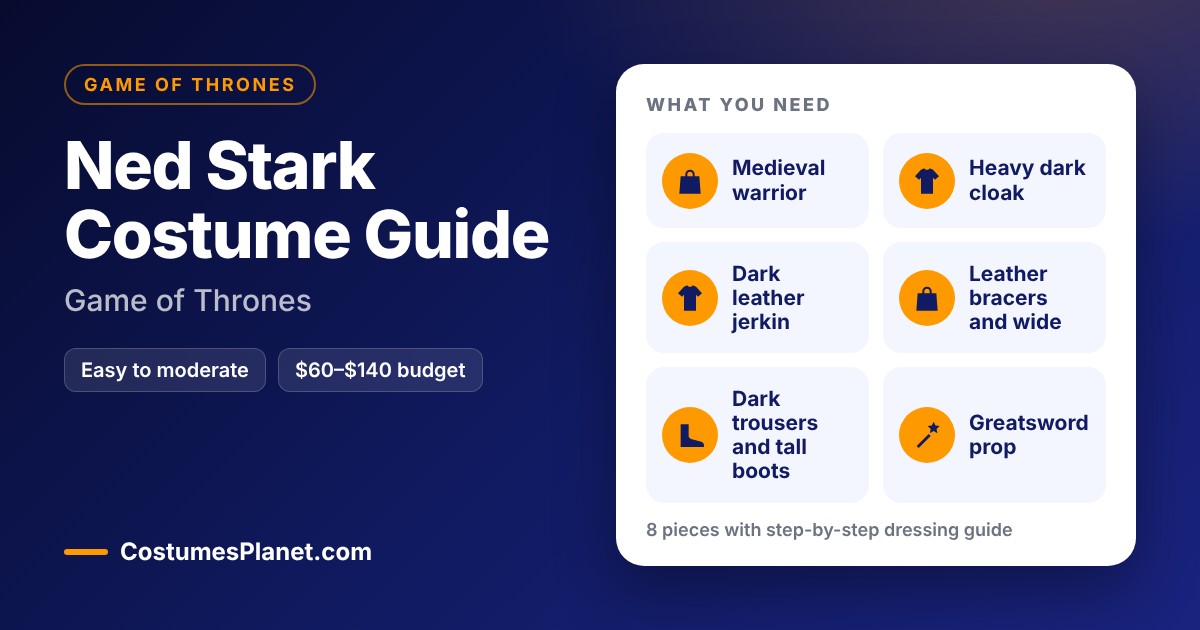 GAME OF THRONES
Ned Stark
Costume Guide
Game of Thrones
Easy to moderate
$60–$140 budget
CostumesPlanet.com
WHAT YOU NEED
Medieval
warrior
Heavy dark
cloak
Dark
leather
jerkin
Leather
bracers
and wide
Dark
trousers
and tall
boots
Greatsword
prop
8 pieces with step-by-step dressing guide